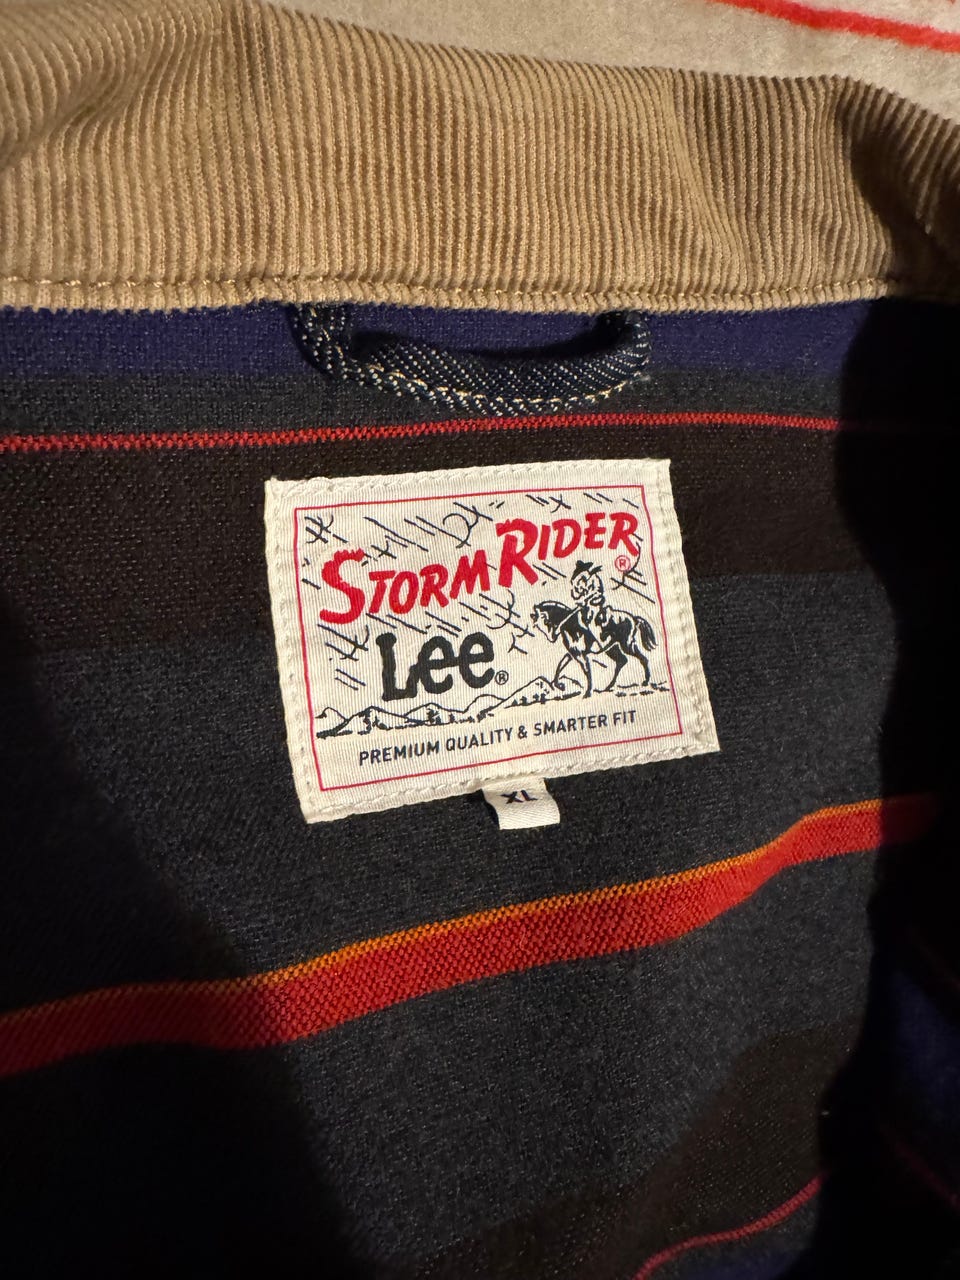 STORM RIDER®
Lee®
PREMIUM QUALITY & SMARTER FIT
XL